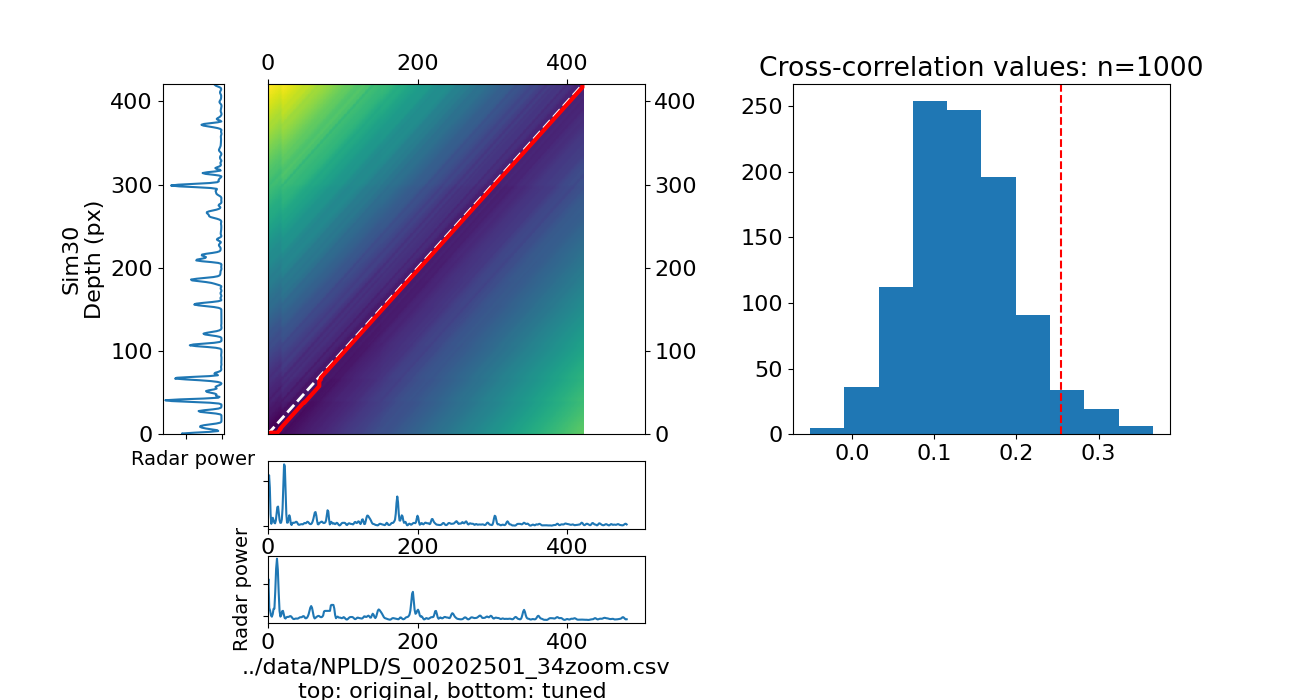 0 200 400
Cross-correlation values: n=1000
400 400 250
300 300 200
200 200 150
100 100 100
0 0 50
0
Sim30
Depth (px)
0.0 0.1 0.2 0.3
Radar power
0 200 400
Radar power
0 200 400
../data/NPLD/S_00202501_34zoom.csv
top: original, bottom: tuned